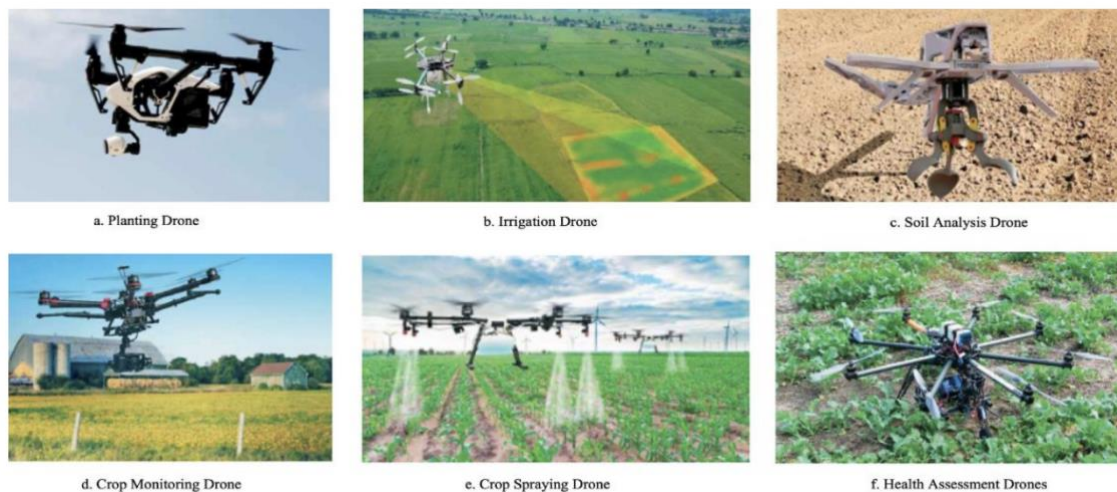 a. Planting Drone
b. Irrigation Drone
c. Soil Analysis Drone
d. Crop Monitoring Drone
e. Crop Spraying Drone
f. Health Assessment Drones